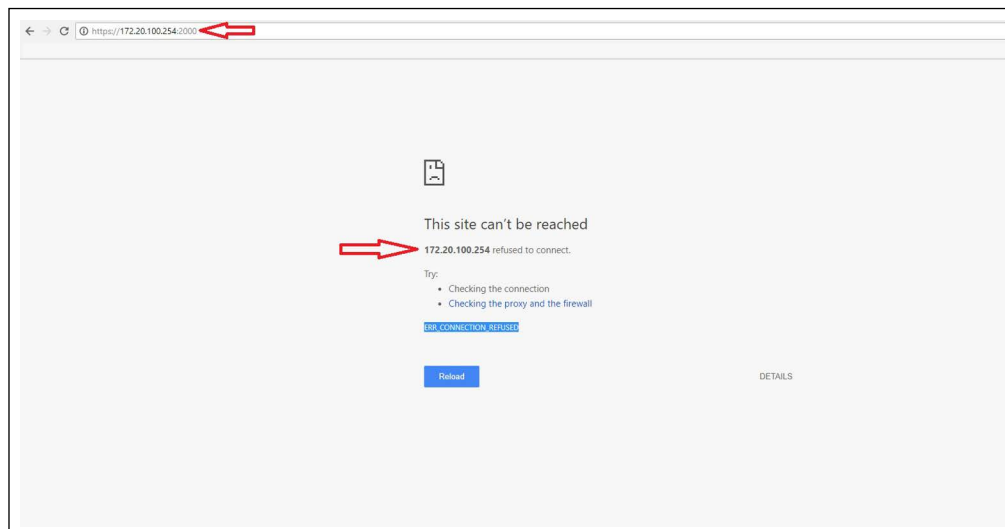 https://172.20.100.254:2000
This site can't be reached
172.20.100.254 refused to connect.
Try:
• Checking the connection
• Checking the proxy and the firewall
ERR_CONNECTION_REFUSED
Reload
DETAILS